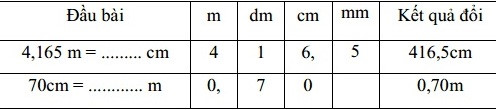 Đầu bài m dm cm mm Kết quả đổi
4,165 m = ......... cm 4 1 6, 5 416,5cm
70cm = ............ m 0, 7 0 0,70m